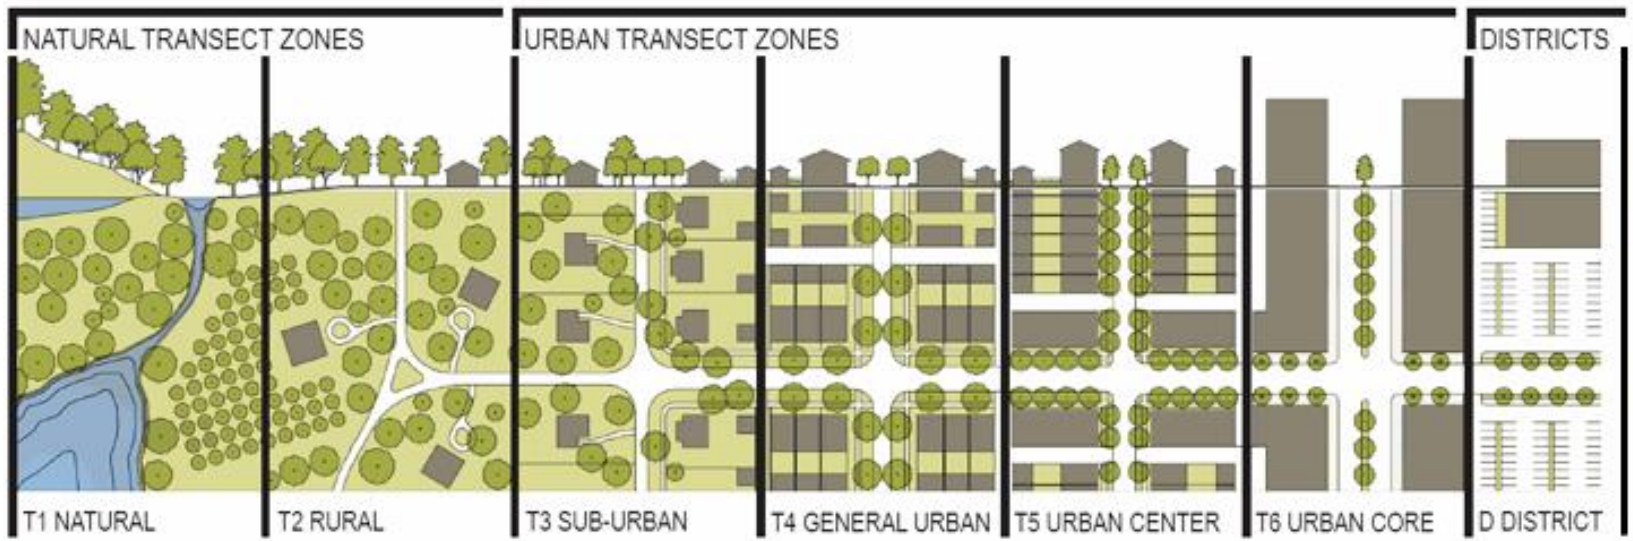 NATURAL TRANSECT ZONES
URBAN TRANSECT ZONES
DISTRICTS
T1 NATURAL
T2 RURAL
T3 SUB-URBAN
T4 GENERAL URBAN
T5 URBAN CENTER
T6 URBAN CORE
D DISTRICT